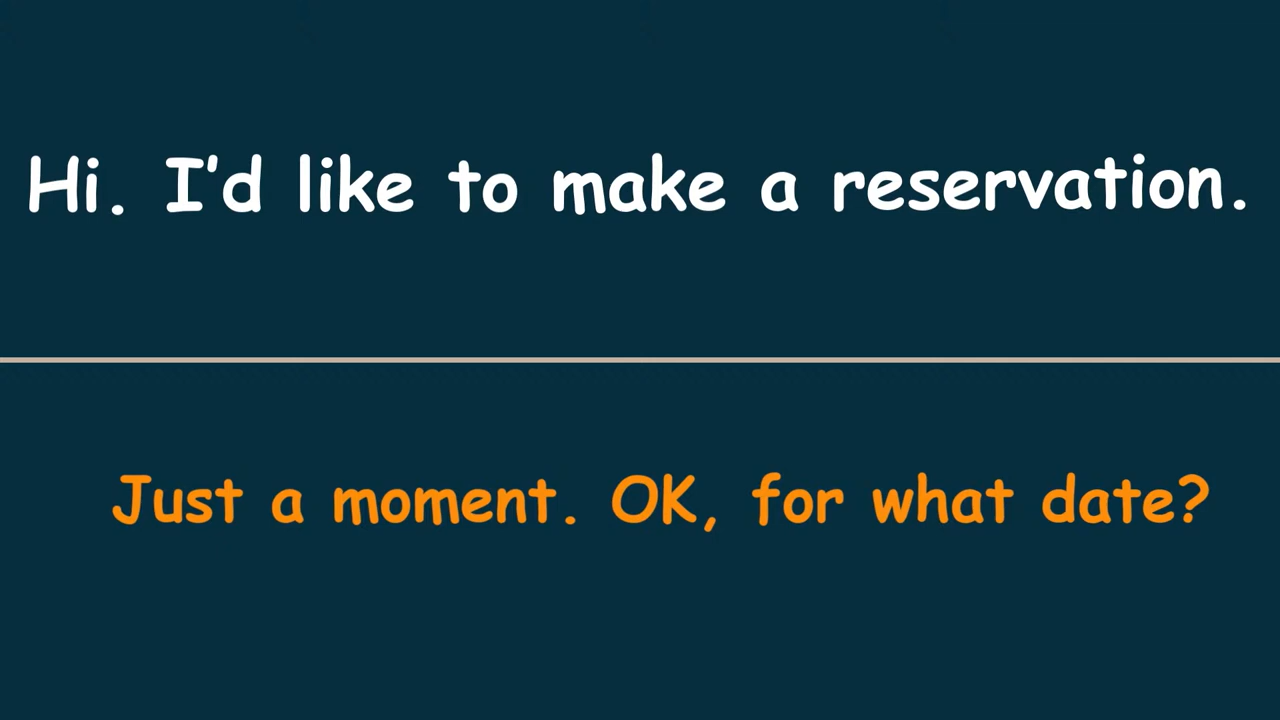 Hi. I'd like to make a reservation.
Just a moment. OK, for what date?